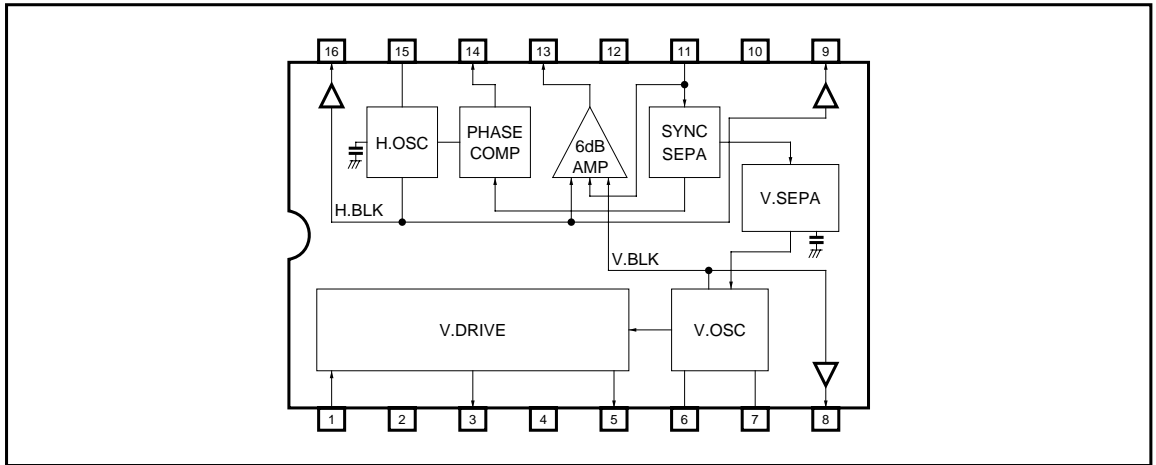 16 15 14 13 12 11 10 9
H.OSC
PHASE
COMP
6dB
AMP
SYNC
SEPA
V.SEPA
H.BLK
V.BLK
V.DRIVE
V.OSC
1 2 3 4 5 6 7 8